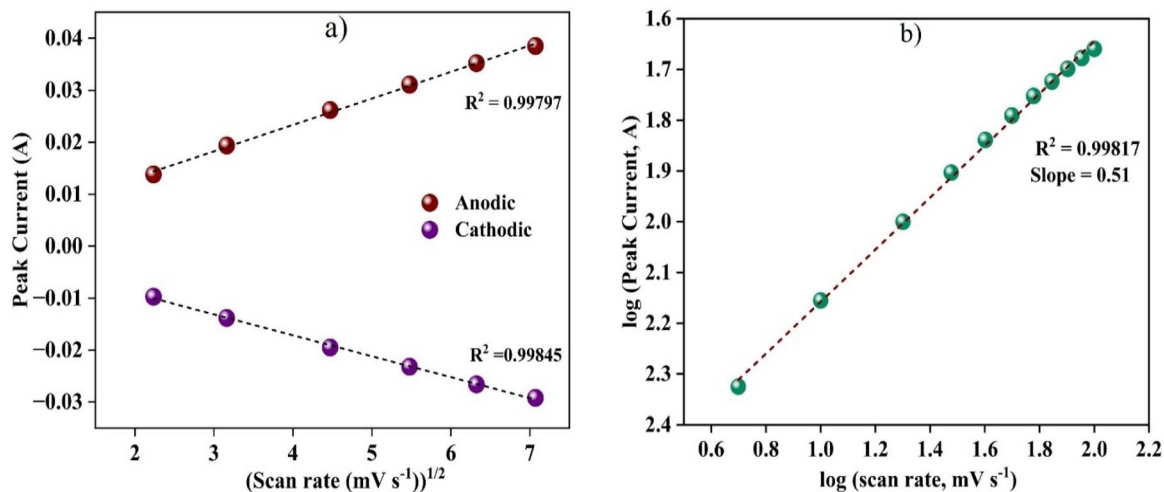 a)
Peak Current (A)
0.04
0.03
0.02
0.01
0.00
−0.01
−0.02
−0.03
R² = 0.99797
Anodic
Cathodic
R² =0.99845
2 3 4 5 6 7
(Scan rate (mV s⁻¹))¹/²
b)
log (Peak Current, A)
1.6
1.7
1.8
1.9
2.0
2.1
2.2
2.3
2.4
R² = 0.99817
Slope = 0.51
0.6 0.8 1.0 1.2 1.4 1.6 1.8 2.0 2.2
log (scan rate, mV s⁻¹)